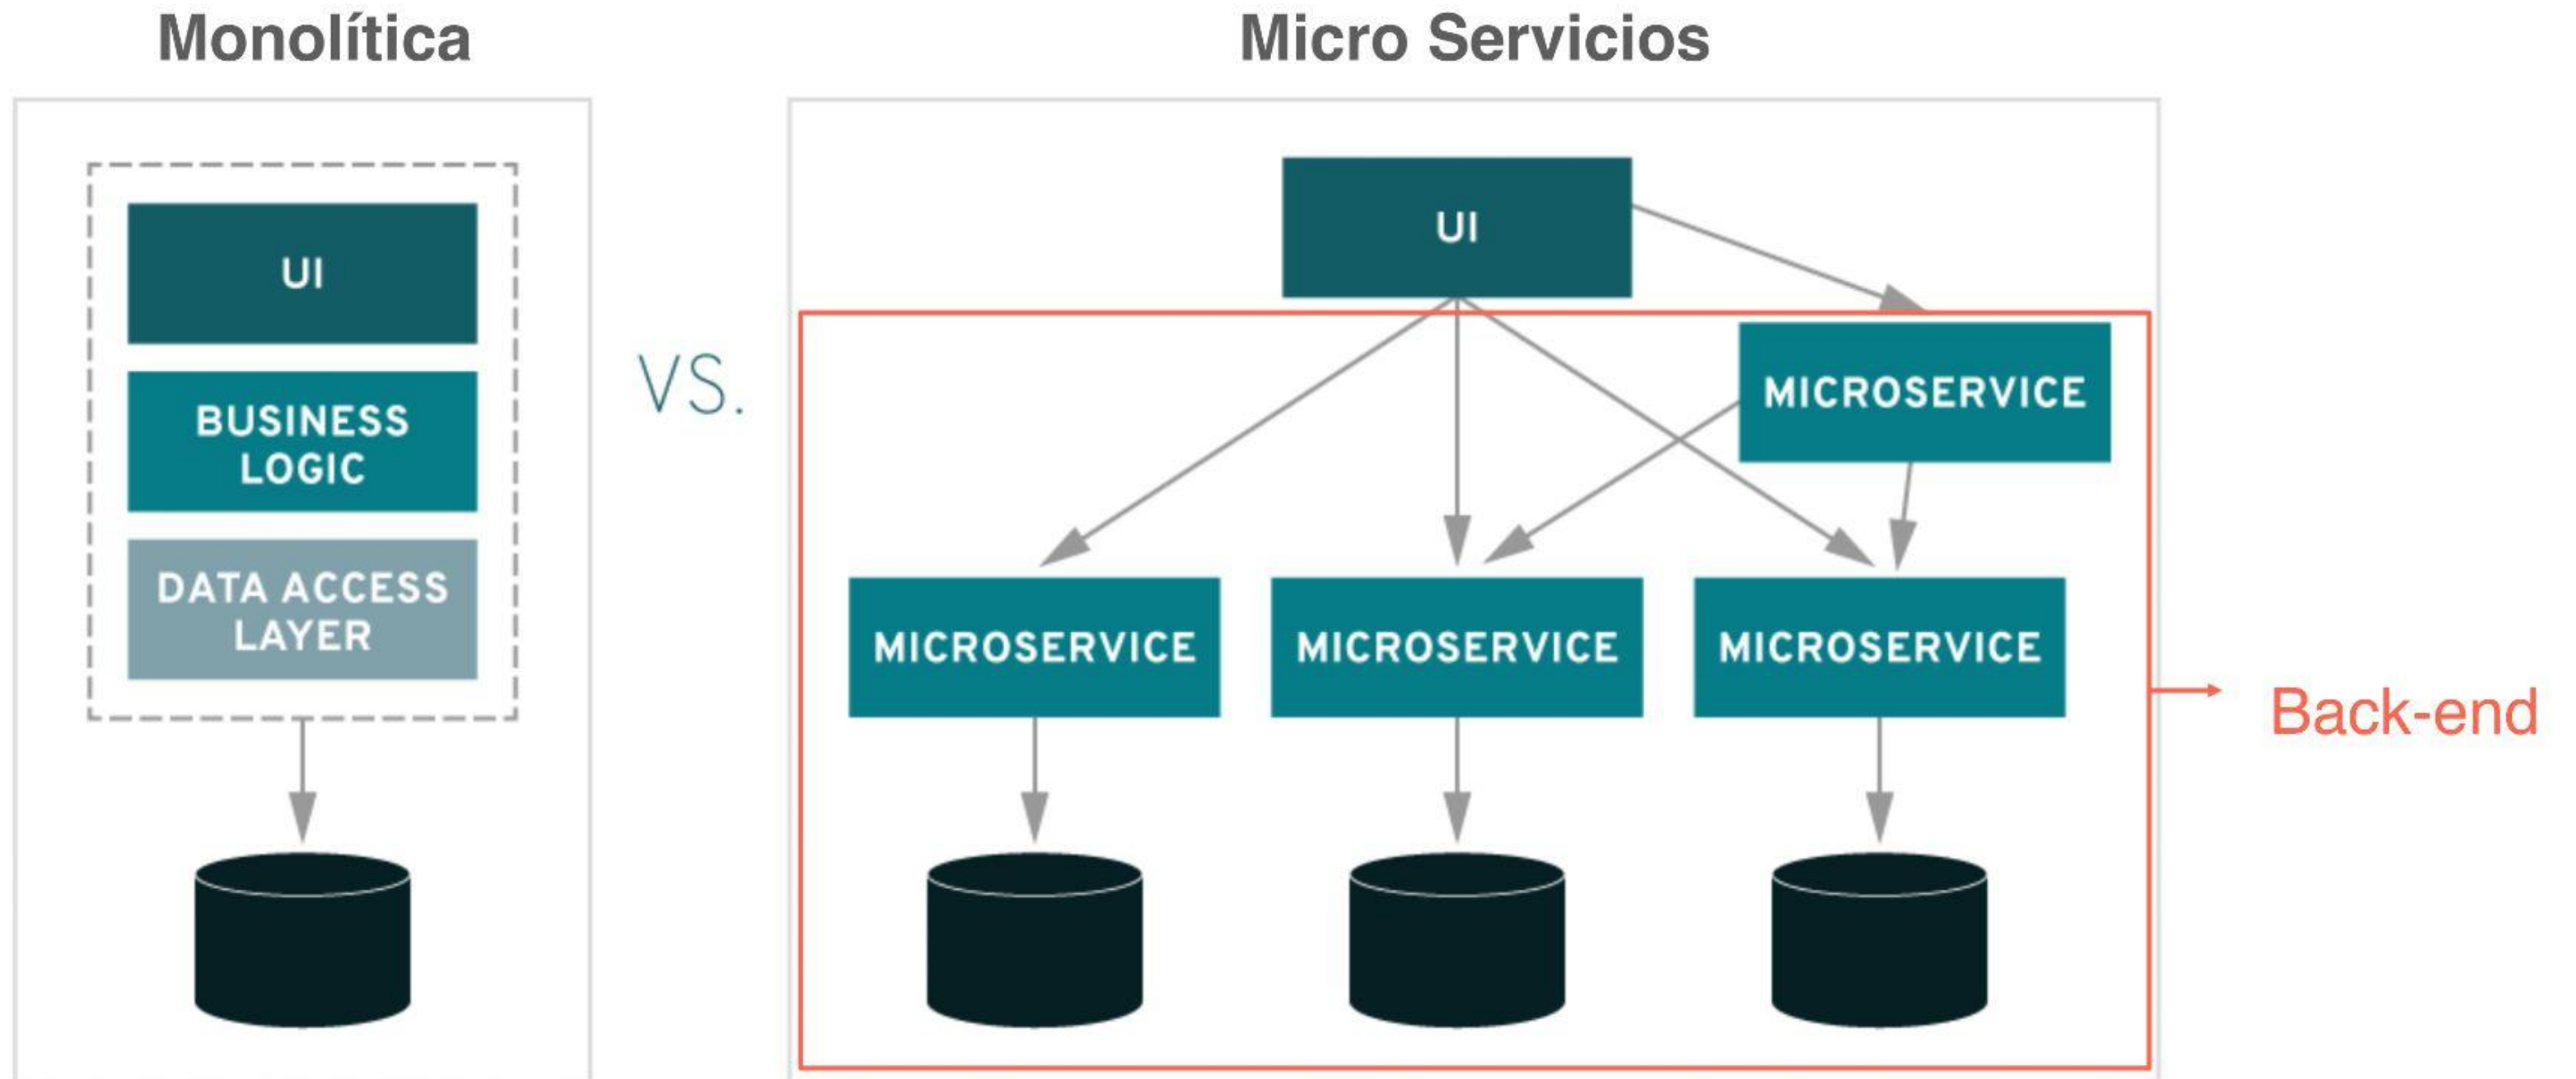 Monolítica
Micro Servicios
UI
BUSINESS
LOGIC
DATA ACCESS
LAYER
VS.
UI
MICROSERVICE
MICROSERVICE
MICROSERVICE
MICROSERVICE
Back-end